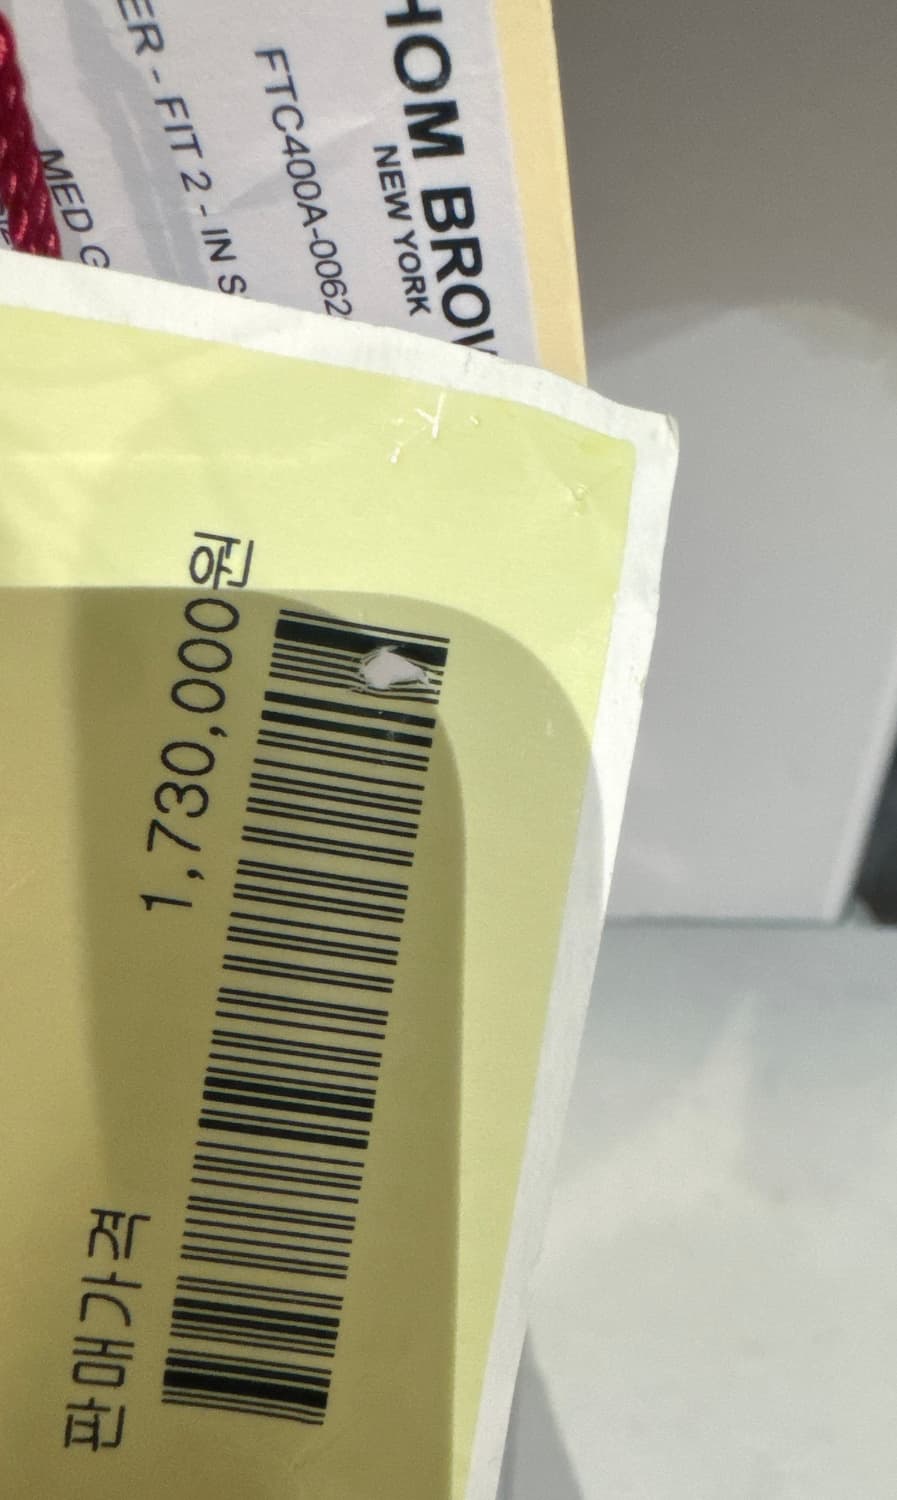 HOM BROW
NEW YORK
FTC400A-0062
ER - FIT 2 - IN S
MED G
판매가격 1,730,000원